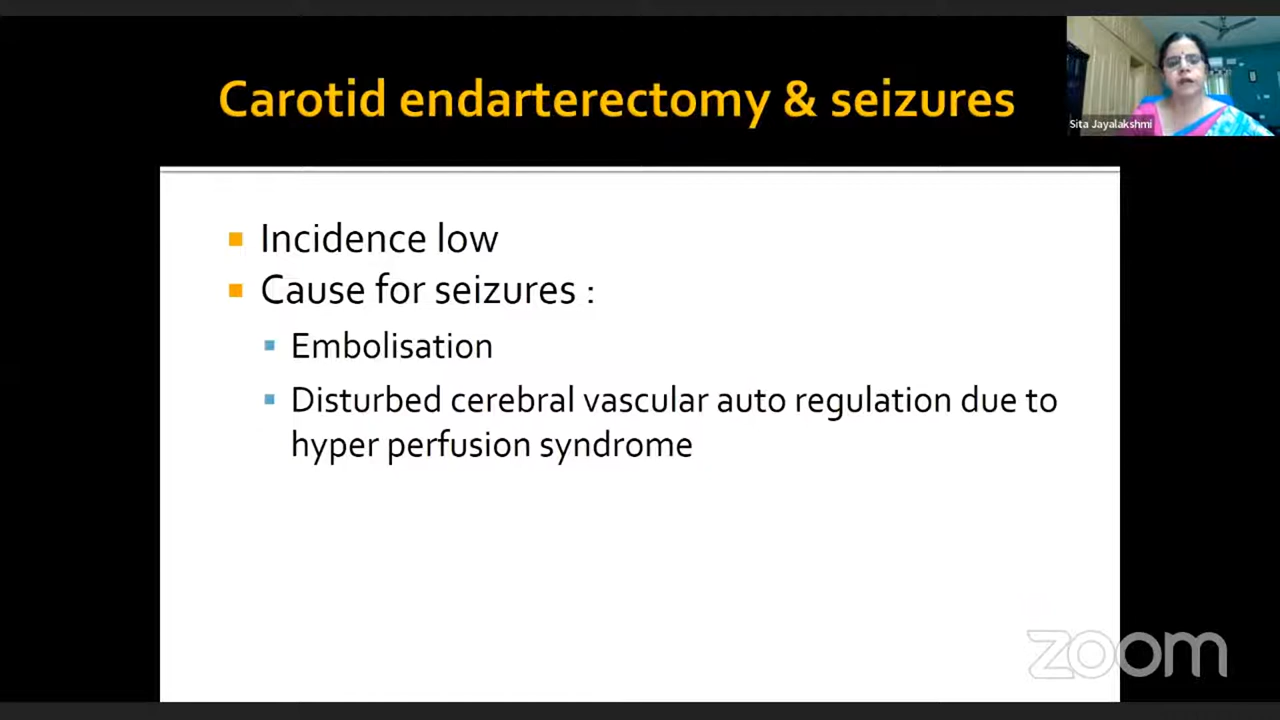 Carotid endarterectomy & seizures
Sita Jayalakshmi
Incidence low
Cause for seizures :
Embolisation
Disturbed cerebral vascular auto regulation due to
hyper perfusion syndrome
zoom